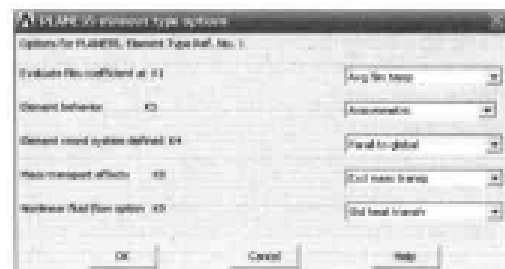 PLANE55 element type options
Options for PLANE55, Element Type Ref. No. 1
Evaluate film coefficient at K1 Avg film temp
Element behavior K3 Axisymmetric
Element coord system defined K4 Parall to global
Mass transport effects K8 Excl mass transp
Nonlinear fluid flow option K9 Std heat transfr
OK Cancel Help